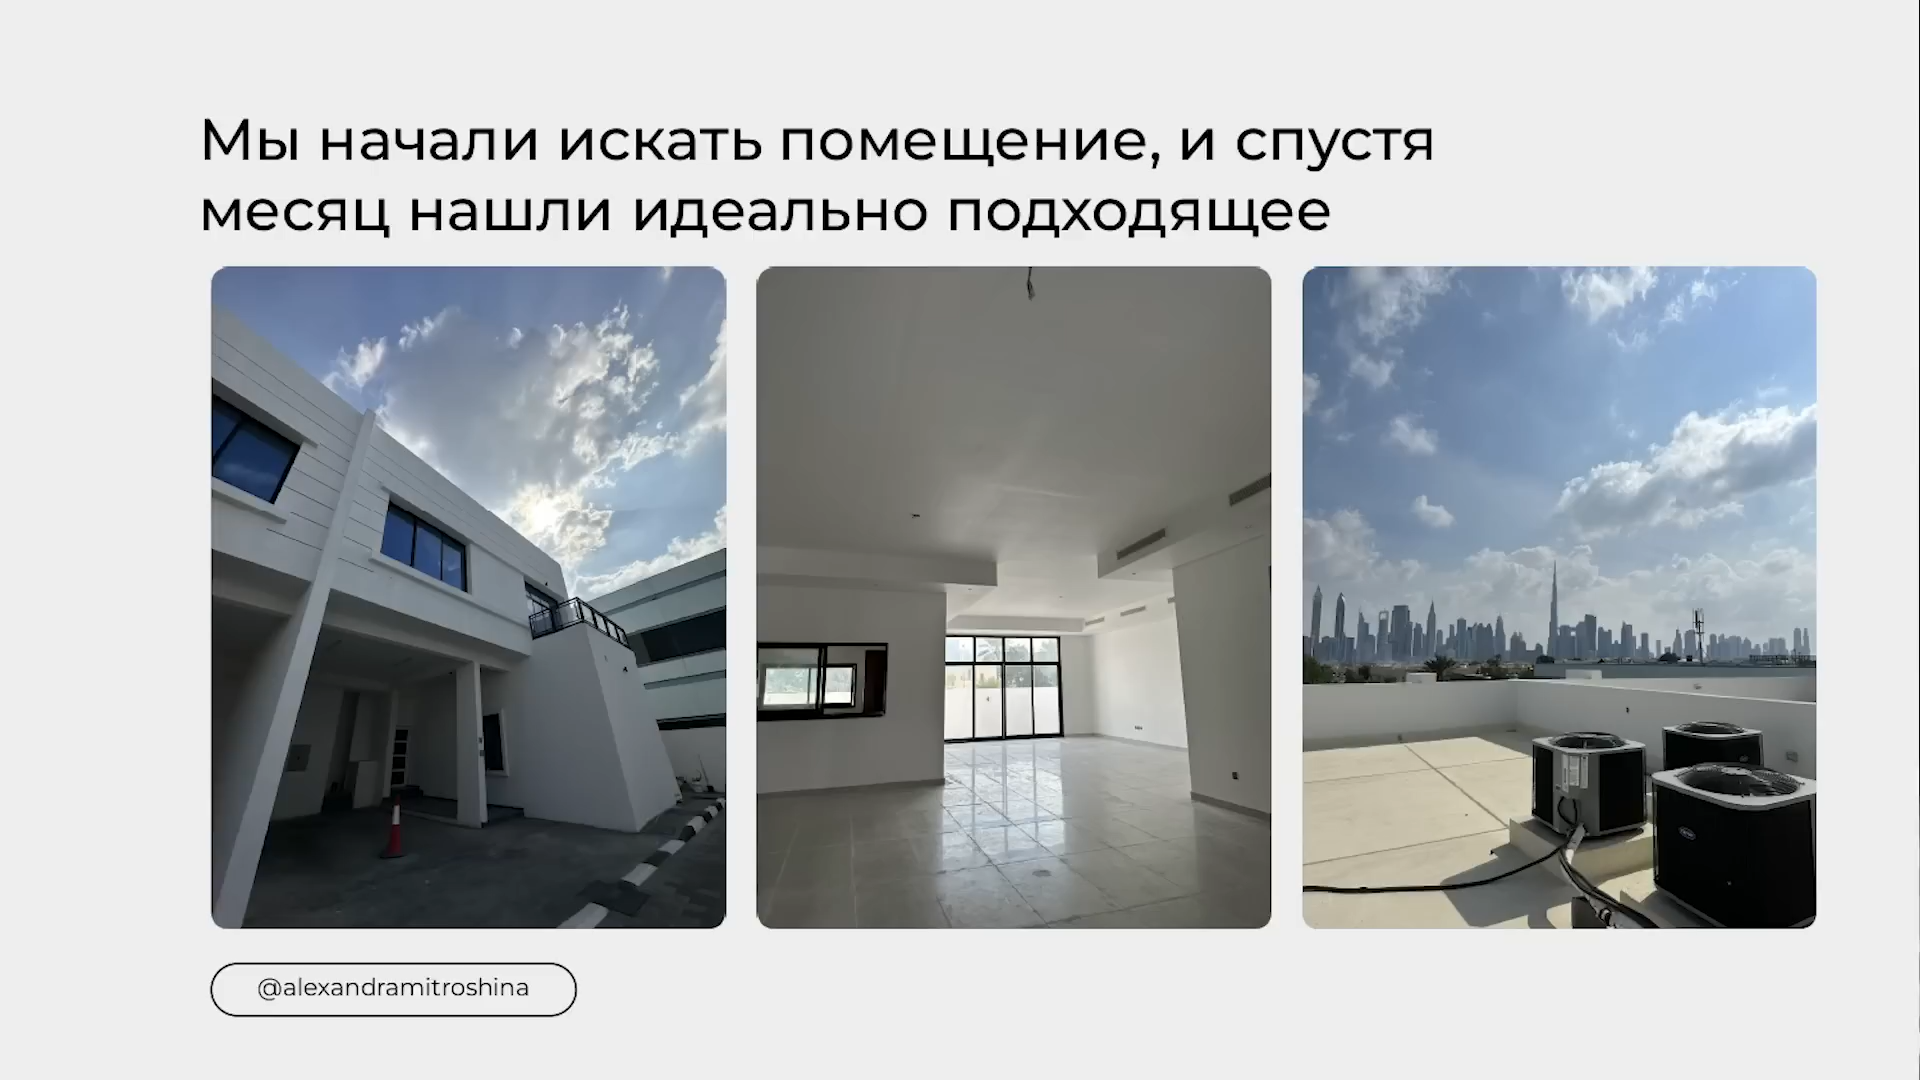 Мы начали искать помещение, и спустя
месяц нашли идеально подходящее
@alexandramitroshina